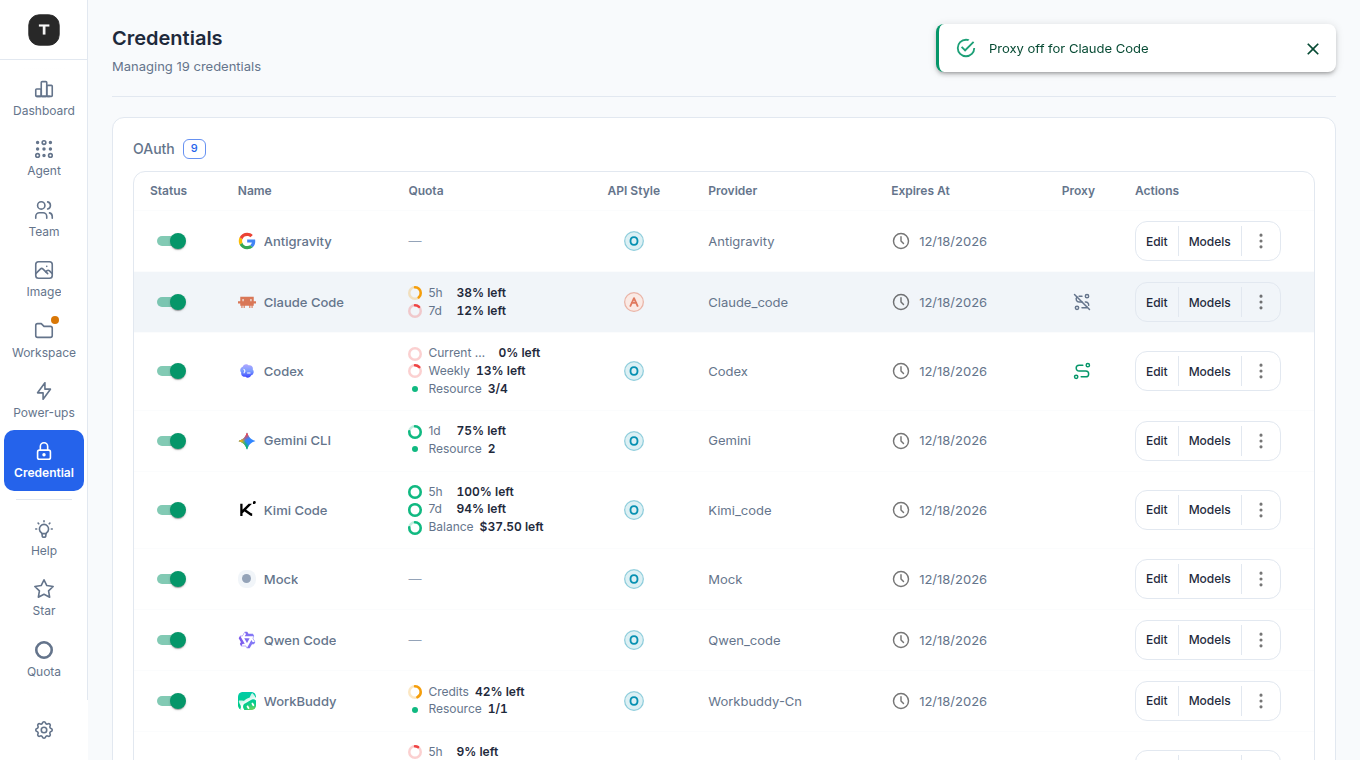 T
Dashboard
Agent
Team
Image
Workspace
Power-ups
Credential
Help
Star
Quota
Credentials
Managing 19 credentials
Proxy off for Claude Code
OAuth 9
Status Name Quota API Style Provider Expires At Proxy Actions
Antigravity — O Antigravity 12/18/2026 Edit Models
Claude Code 5h 38% left A Claude_code 12/18/2026 Edit Models
7d 12% left
Codex Current ... 0% left O Codex 12/18/2026 Edit Models
Weekly 13% left
Resource 3/4
Gemini CLI 1d 75% left O Gemini 12/18/2026 Edit Models
Resource 2
Kimi Code 5h 100% left O Kimi_code 12/18/2026 Edit Models
7d 94% left
Balance $37.50 left
Mock — O Mock 12/18/2026 Edit Models
Qwen Code — O Qwen_code 12/18/2026 Edit Models
WorkBuddy Credits 42% left O Workbuddy-Cn 12/18/2026 Edit Models
Resource 1/1
5h 9% left